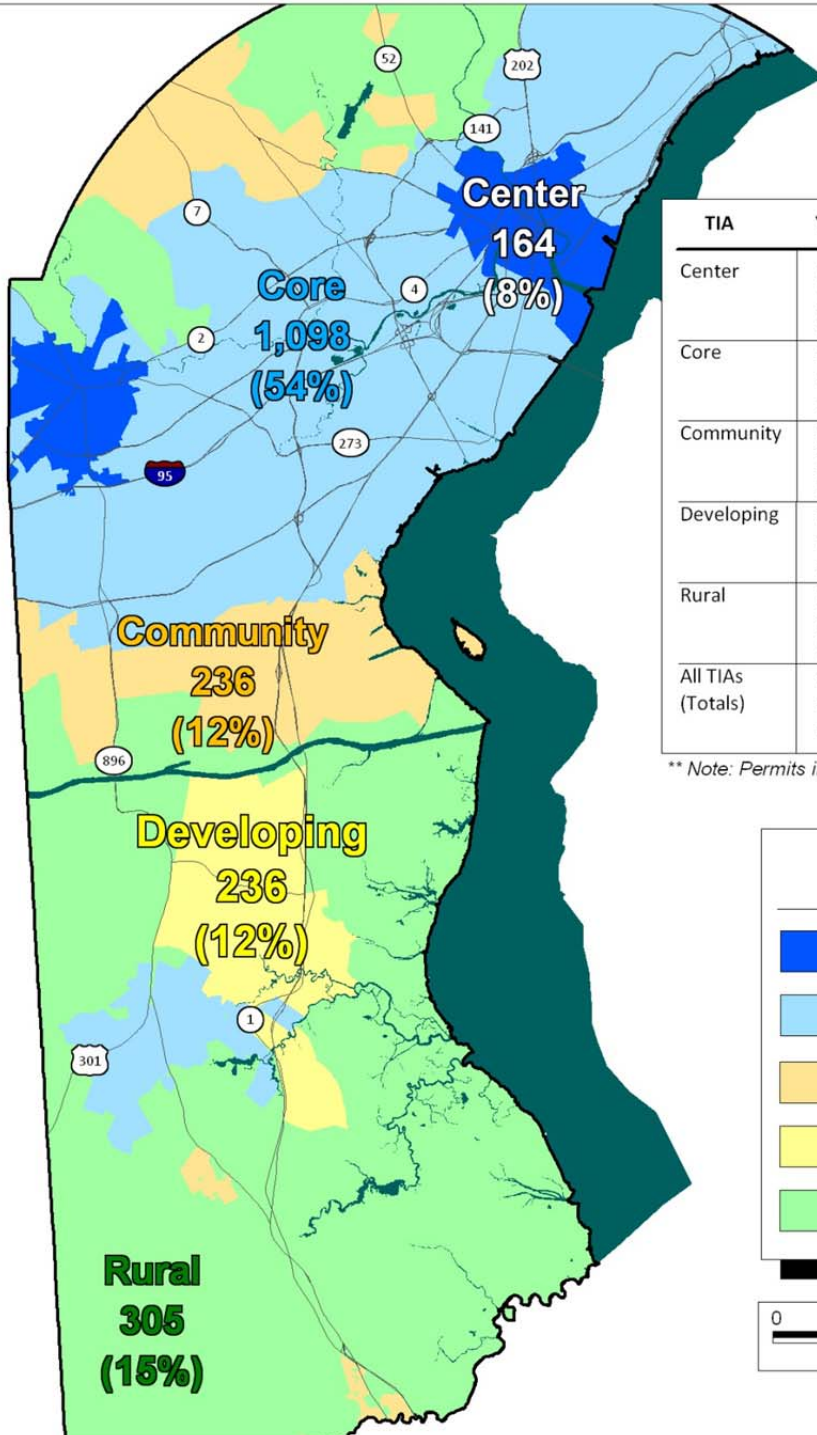 52
202
141
Center
164
(8%)
7
Core
1,098
(54%)
4
2
273
95
Community
236
(12%)
896
Developing
236
(12%)
1
301
Rural
305
(15%)
TIA
Center
Core
Community
Developing
Rural
All TIAs
(Totals)
** Note: Permits
0